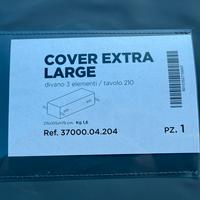 COVER EXTRA
LARGE
divano 3 elementi / tavolo 210
Kg 1,6
Ref. 37000.04.204
PZ. 1